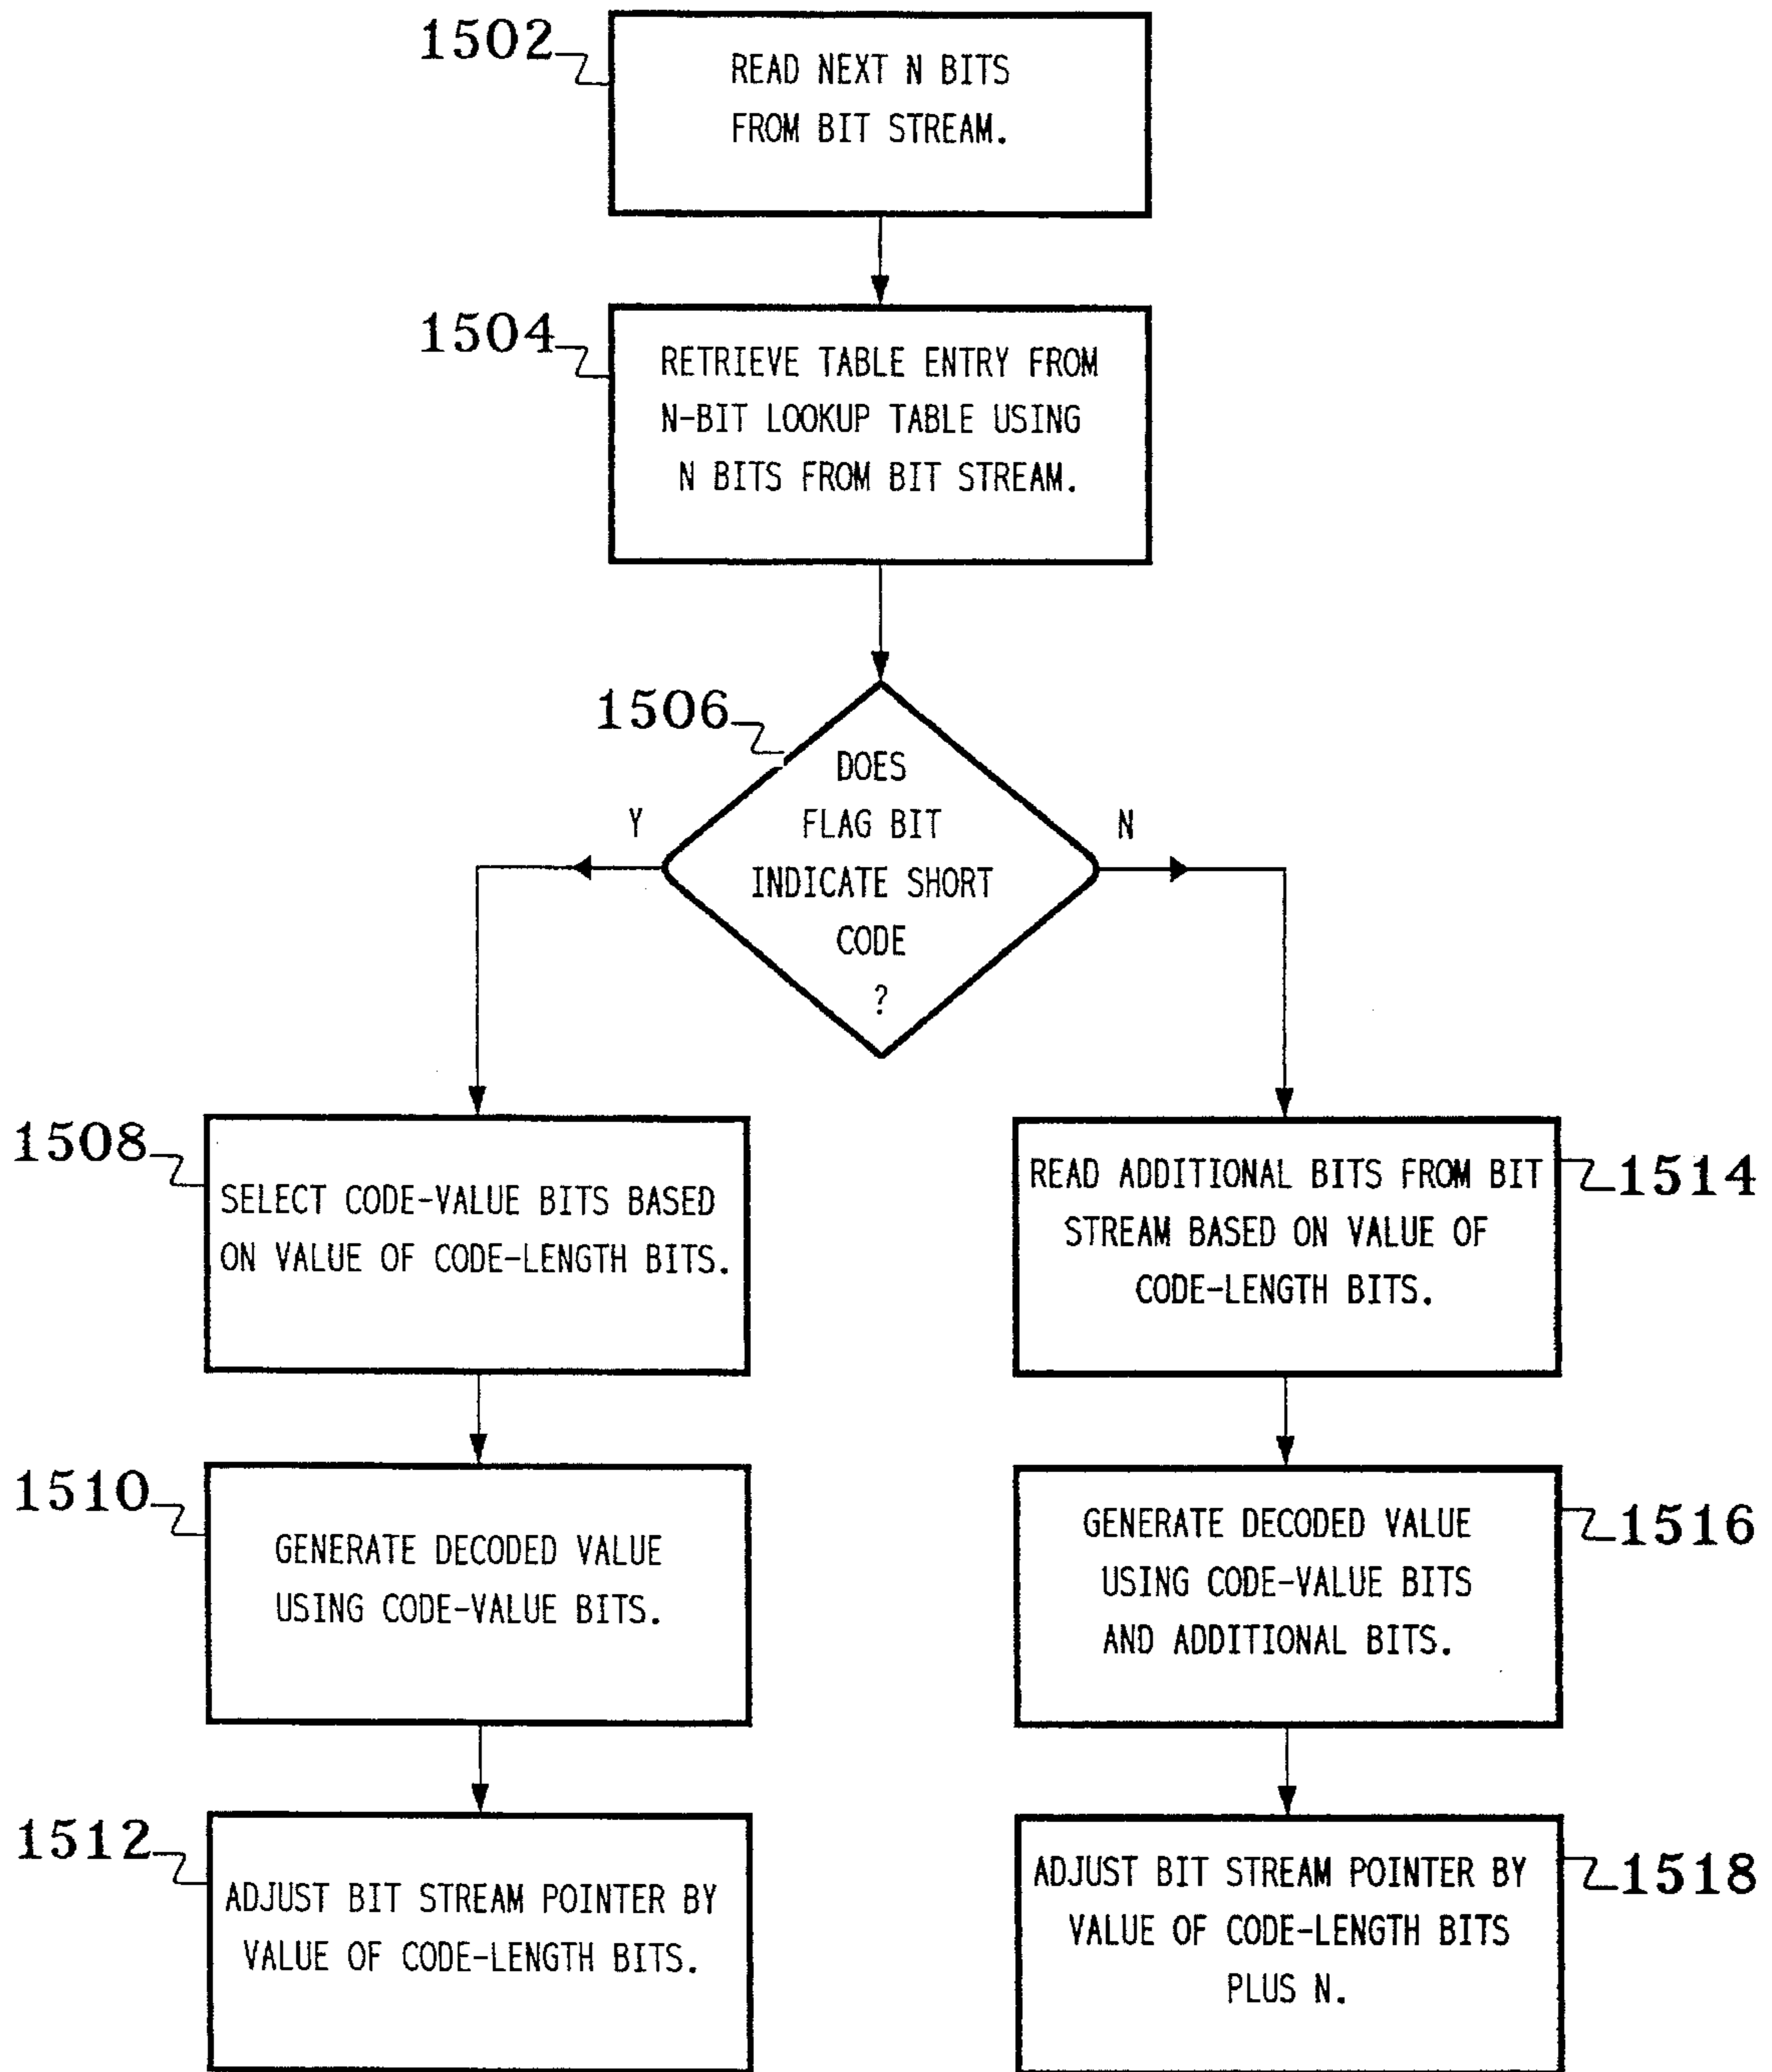 1502
READ NEXT N BITS
FROM BIT STREAM.
1504
RETRIEVE TABLE ENTRY FROM
N-BIT LOOKUP TABLE USING
N BITS FROM BIT STREAM.
1506
DOES
FLAG BIT
INDICATE SHORT
CODE
?
Y
N
1508
SELECT CODE-VALUE BITS BASED
ON VALUE OF CODE-LENGTH BITS.
1510
GENERATE DECODED VALUE
USING CODE-VALUE BITS.
1512
ADJUST BIT STREAM POINTER BY
VALUE OF CODE-LENGTH BITS.
1514
READ ADDITIONAL BITS FROM BIT
STREAM BASED ON VALUE OF
CODE-LENGTH BITS.
1516
GENERATE DECODED VALUE
USING CODE-VALUE BITS
AND ADDITIONAL BITS.
1518
ADJUST BIT STREAM POINTER BY
VALUE OF CODE-LENGTH BITS
PLUS N.